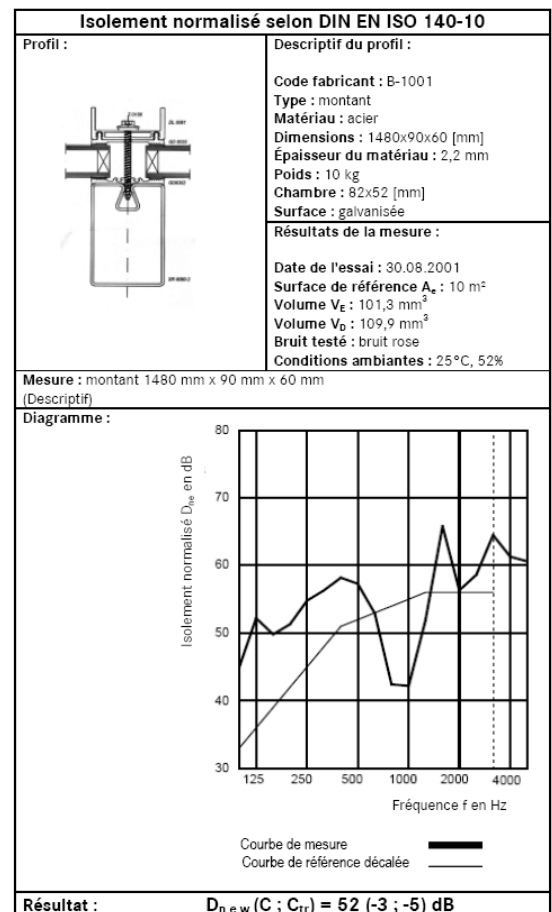 Isolement normalisé selon DIN EN ISO 140-10
Profil :
Descriptif du profil :
Code fabricant : B-1001
Type : montant
Matériau : acier
Dimensions : 1480x90x60 [mm]
Épaisseur du matériau : 2,2 mm
Poids : 10 kg
Chambre : 82x52 [mm]
Surface : galvanisée
Résultats de la mesure :
Date de l'essai : 30.08.2001
Surface de référence Ae : 10 m²
Volume VE : 101,3 mm³
Volume VD : 109,9 mm³
Bruit testé : bruit rose
Conditions ambiantes : 25°C, 52%
Mesure : montant 1480 mm x 90 mm x 60 mm
(Descriptif)
Diagramme :
Isolement normalisé Dne en dB
80
70
60
50
40
30
125 250 500 1000 2000 4000
Fréquence f en Hz
Courbe de mesure
Courbe de référence décalée
Résultat : Dn e w (C ; Ctr) = 52 (-3 ; -5) dB